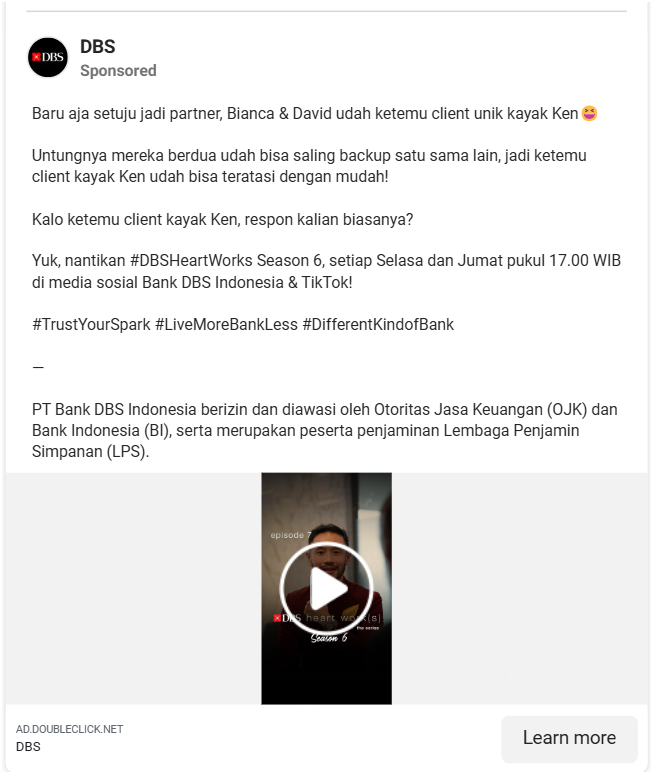 DBS
DBS
Sponsored
Baru aja setuju jadi partner, Bianca & David udah ketemu client unik kayak Ken😆
Untungnya mereka berdua udah bisa saling backup satu sama lain, jadi ketemu
client kayak Ken udah bisa teratasi dengan mudah!
Kalo ketemu client kayak Ken, respon kalian biasanya?
Yuk, nantikan #DBSHeartWorks Season 6, setiap Selasa dan Jumat pukul 17.00 WIB
di media sosial Bank DBS Indonesia & TikTok!
#TrustYourSpark #LiveMoreBankLess #DifferentKindofBank
—
PT Bank DBS Indonesia berizin dan diawasi oleh Otoritas Jasa Keuangan (OJK) dan
Bank Indonesia (BI), serta merupakan peserta penjaminan Lembaga Penjamin
Simpanan (LPS).
episode 7
DBS heart work(s)
the series
Season 6
AD.DOUBLECLICK.NET
DBS
Learn more